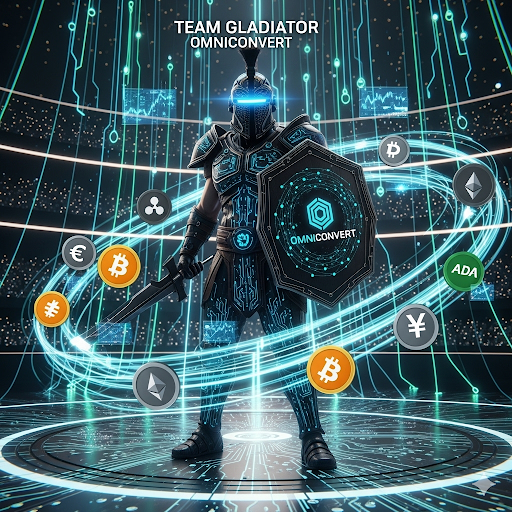 TEAM GLADIATOR
OMNICONVERT
OMNICONVERT
€
ADA
¥